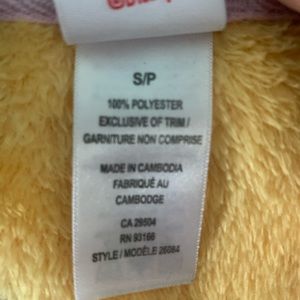 S/P
100% POLYESTER
EXCLUSIVE OF TRIM /
GARNITURE NON COMPRISE
MADE IN CAMBODIA
FABRIQUÉ AU
CAMBODGE
CA 29504
RN 93166
STYLE / MODÈLE 26084